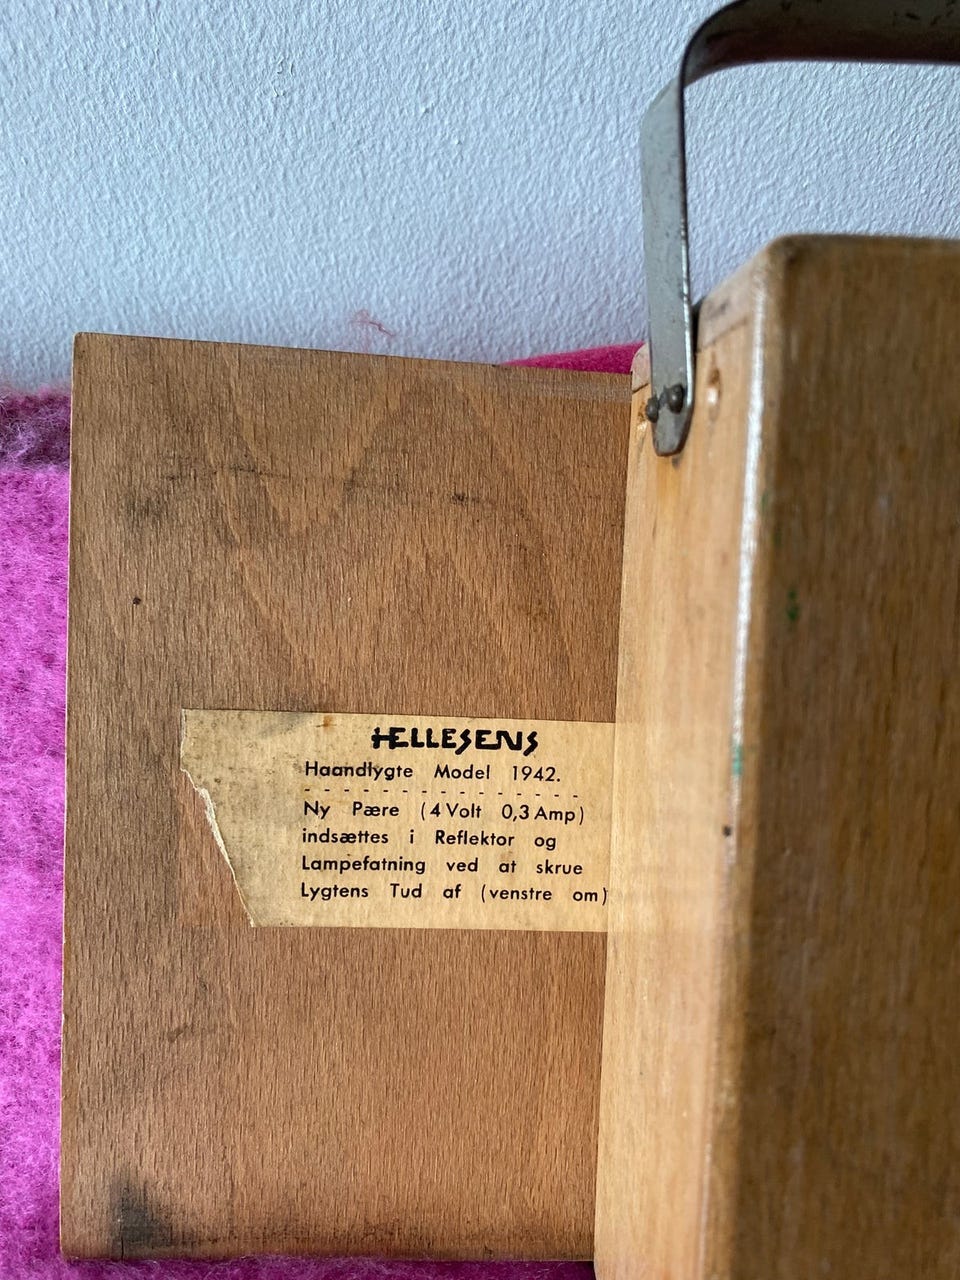 HELLESENS
Haandlygte Model 1942.
- - - - - - - - - - - - - -
Ny Pære (4 Volt 0,3 Amp)
indsættes i Reflektor og
Lampefatning ved at skrue
Lygtens Tud af (venstre om)